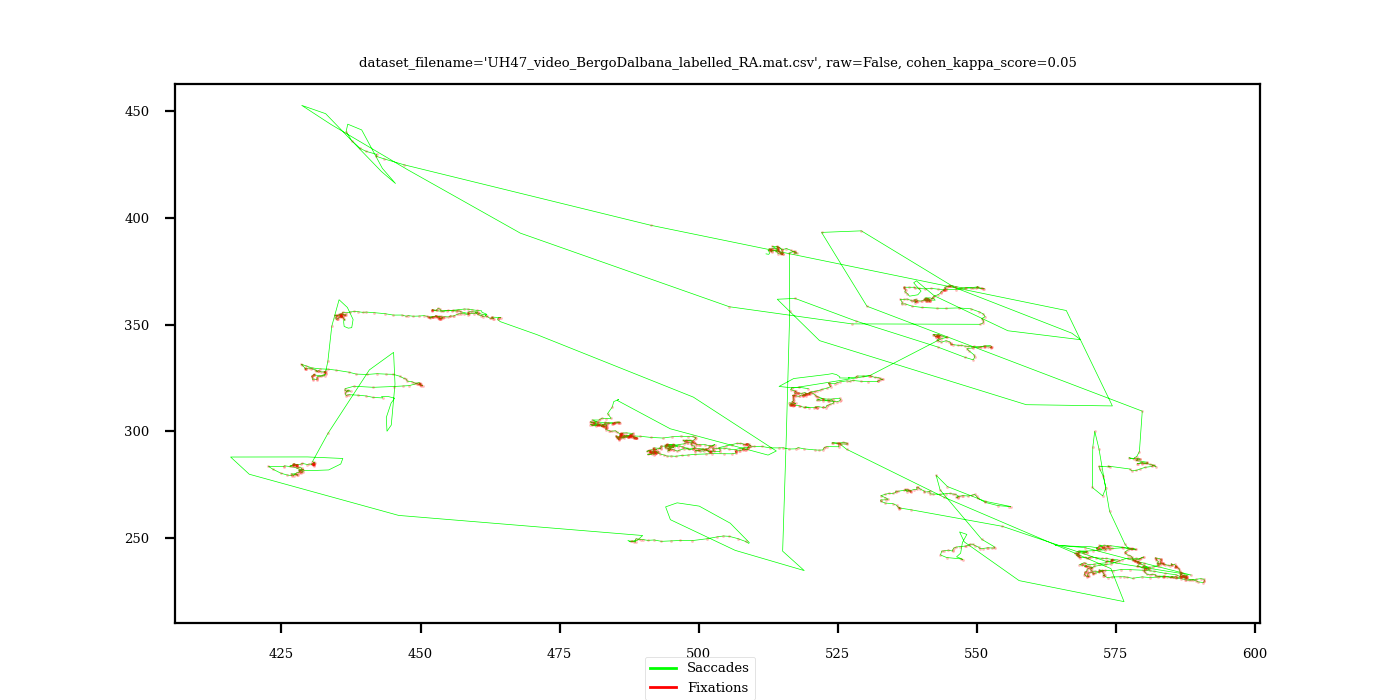 dataset_filename='UH47_video_BergoDalbana_labelled_RA.mat.csv', raw=False, cohen_kappa_score=0.05
450
400
350
300
250
425 450 475 500 525 550 575 600
Saccades
Fixations